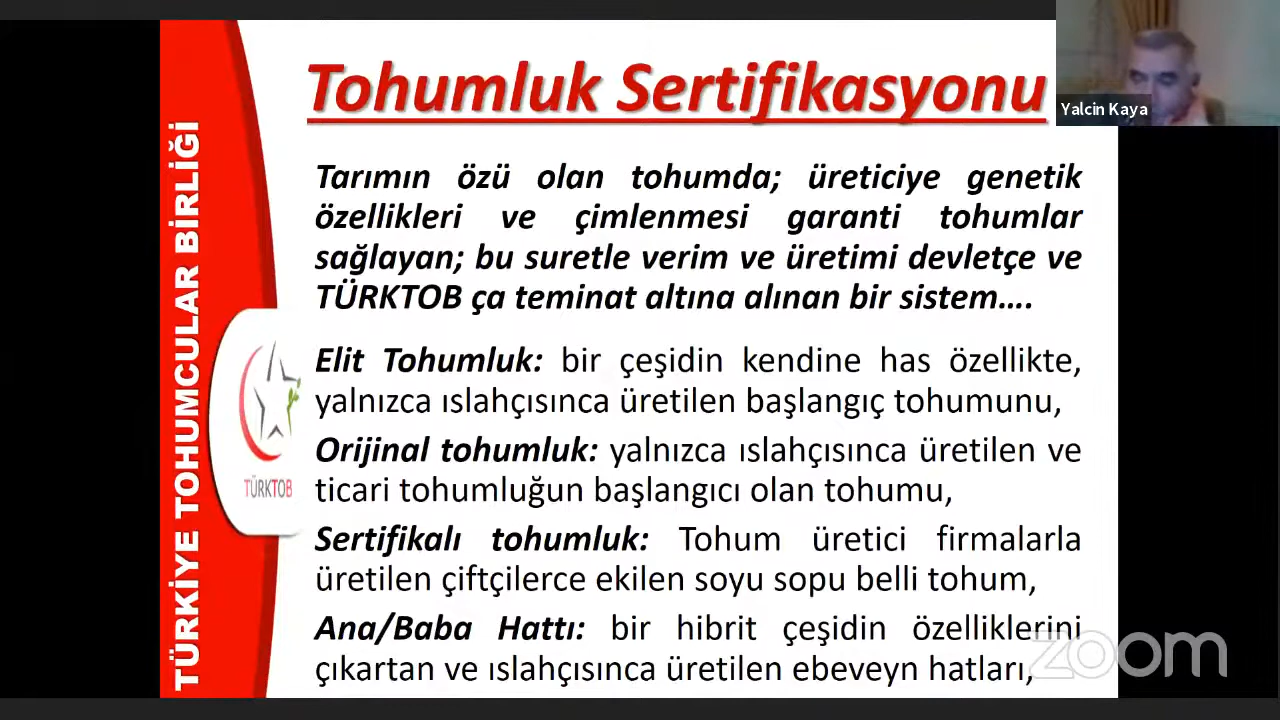 Tohumluk Sertifikasyonu
Yalcin Kaya
TÜRKİYE TOHUMCULAR BİRLİĞİ
Tarımın özü olan tohumda; üreticiye genetik
özellikleri ve çimlenmesi garanti tohumlar
sağlayan; bu suretle verim ve üretimi devletçe ve
TÜRKTOB ça teminat altına alınan bir sistem....
Elit Tohumluk: bir çeşidin kendine has özellikte,
yalnızca ıslahçısınca üretilen başlangıç tohumunu,
Orijinal tohumluk: yalnızca ıslahçısınca üretilen ve
ticari tohumluğun başlangıcı olan tohumu,
TÜRKTOB
Sertifikalı tohumluk: Tohum üretici firmalarla
üretilen çiftçilerce ekilen soyu sopu belli tohum,
Ana/Baba Hattı: bir hibrit çeşidin özelliklerini
çıkartan ve ıslahçısınca üretilen ebeveyn hatları,
zoom